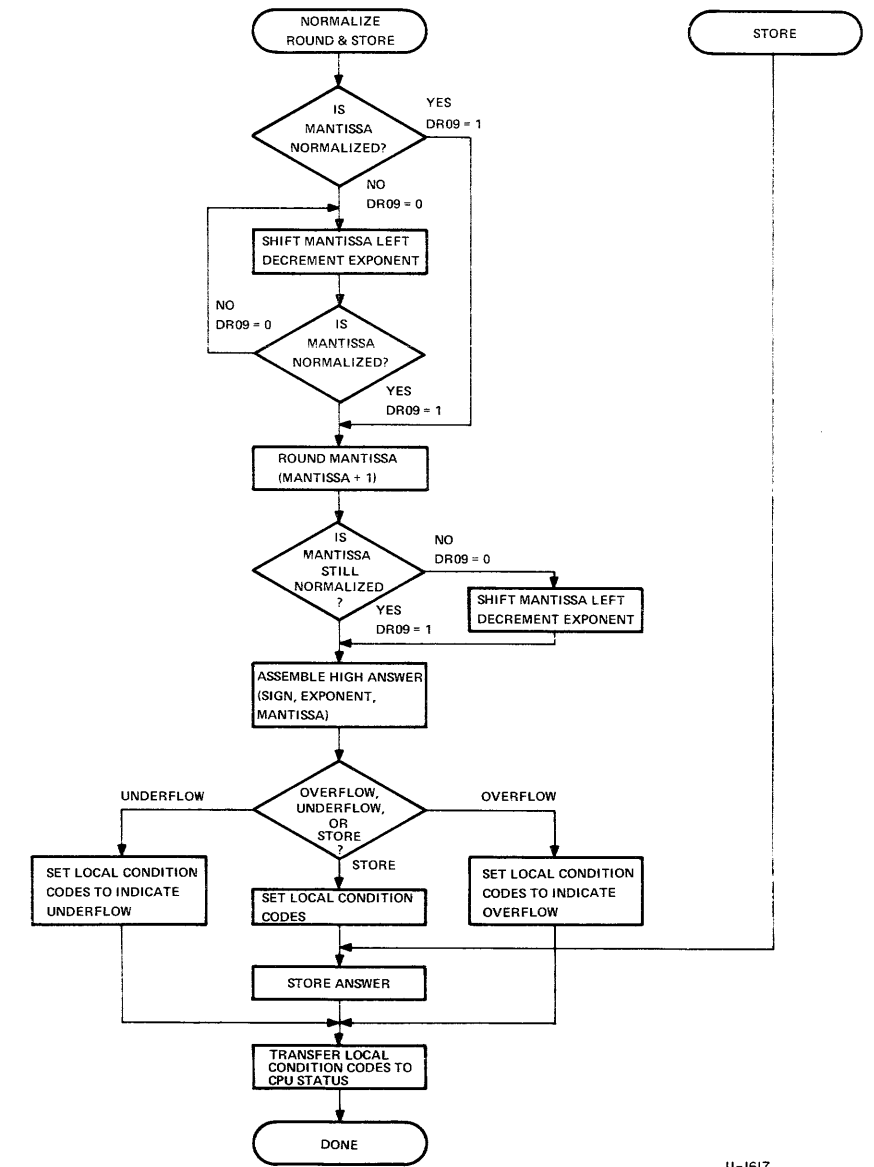 NORMALIZE
ROUND & STORE
STORE
IS
MANTISSA
NORMALIZED?
YES
DR09 = 1
NO
DR09 = 0
SHIFT MANTISSA LEFT
DECREMENT EXPONENT
NO
DR09 = 0
IS
MANTISSA
NORMALIZED?
YES
DR09 = 1
ROUND MANTISSA
(MANTISSA + 1)
IS
MANTISSA
STILL
NORMALIZED
?
NO
DR09 = 0
SHIFT MANTISSA LEFT
DECREMENT EXPONENT
YES
DR09 = 1
ASSEMBLE HIGH ANSWER
(SIGN, EXPONENT,
MANTISSA)
UNDERFLOW
OVERFLOW,
UNDERFLOW,
OR
STORE
?
OVERFLOW
STORE
SET LOCAL CONDITION
CODES TO INDICATE
UNDERFLOW
SET LOCAL CONDITION
CODES
SET LOCAL CONDITION
CODES TO INDICATE
OVERFLOW
STORE ANSWER
TRANSFER LOCAL
CONDITION CODES TO
CPU STATUS
DONE
11-1617